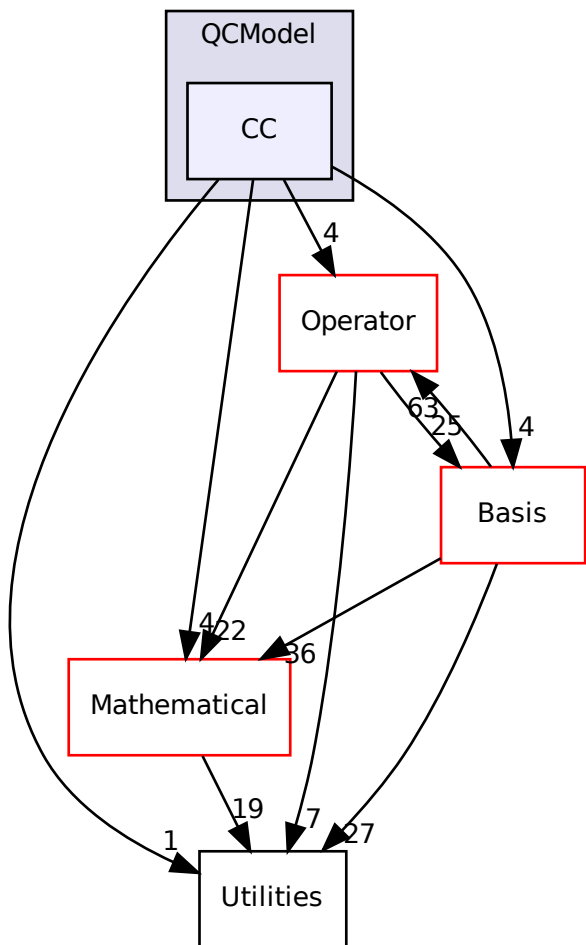 QCModel
CC
4
Operator
63
25
4
Basis
4
22
36
Mathematical
19
7
27
1
Utilities